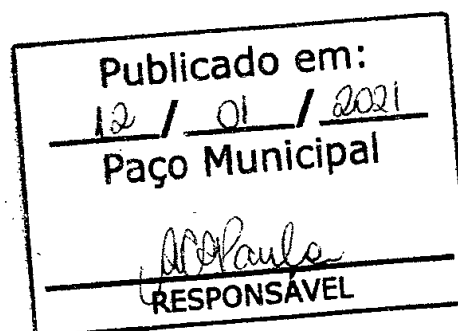 Publicado em:
12 / 01 / 2021
Paço Municipal
RESPONSÁVEL